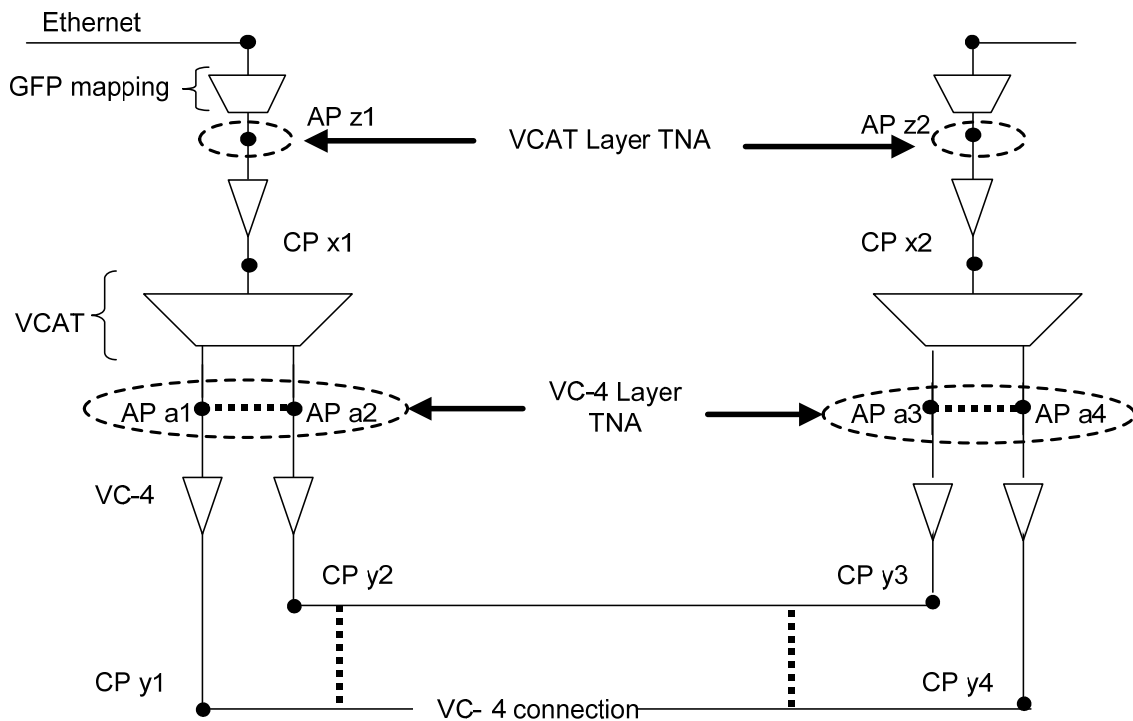 Ethernet
GFP mapping
AP z1
VCAT Layer TNA
AP z2
CP x1
CP x2
VCAT
AP a1
AP a2
VC-4 Layer
TNA
AP a3
AP a4
VC-4
CP y2
CP y3
CP y1
VC- 4 connection
CP y4